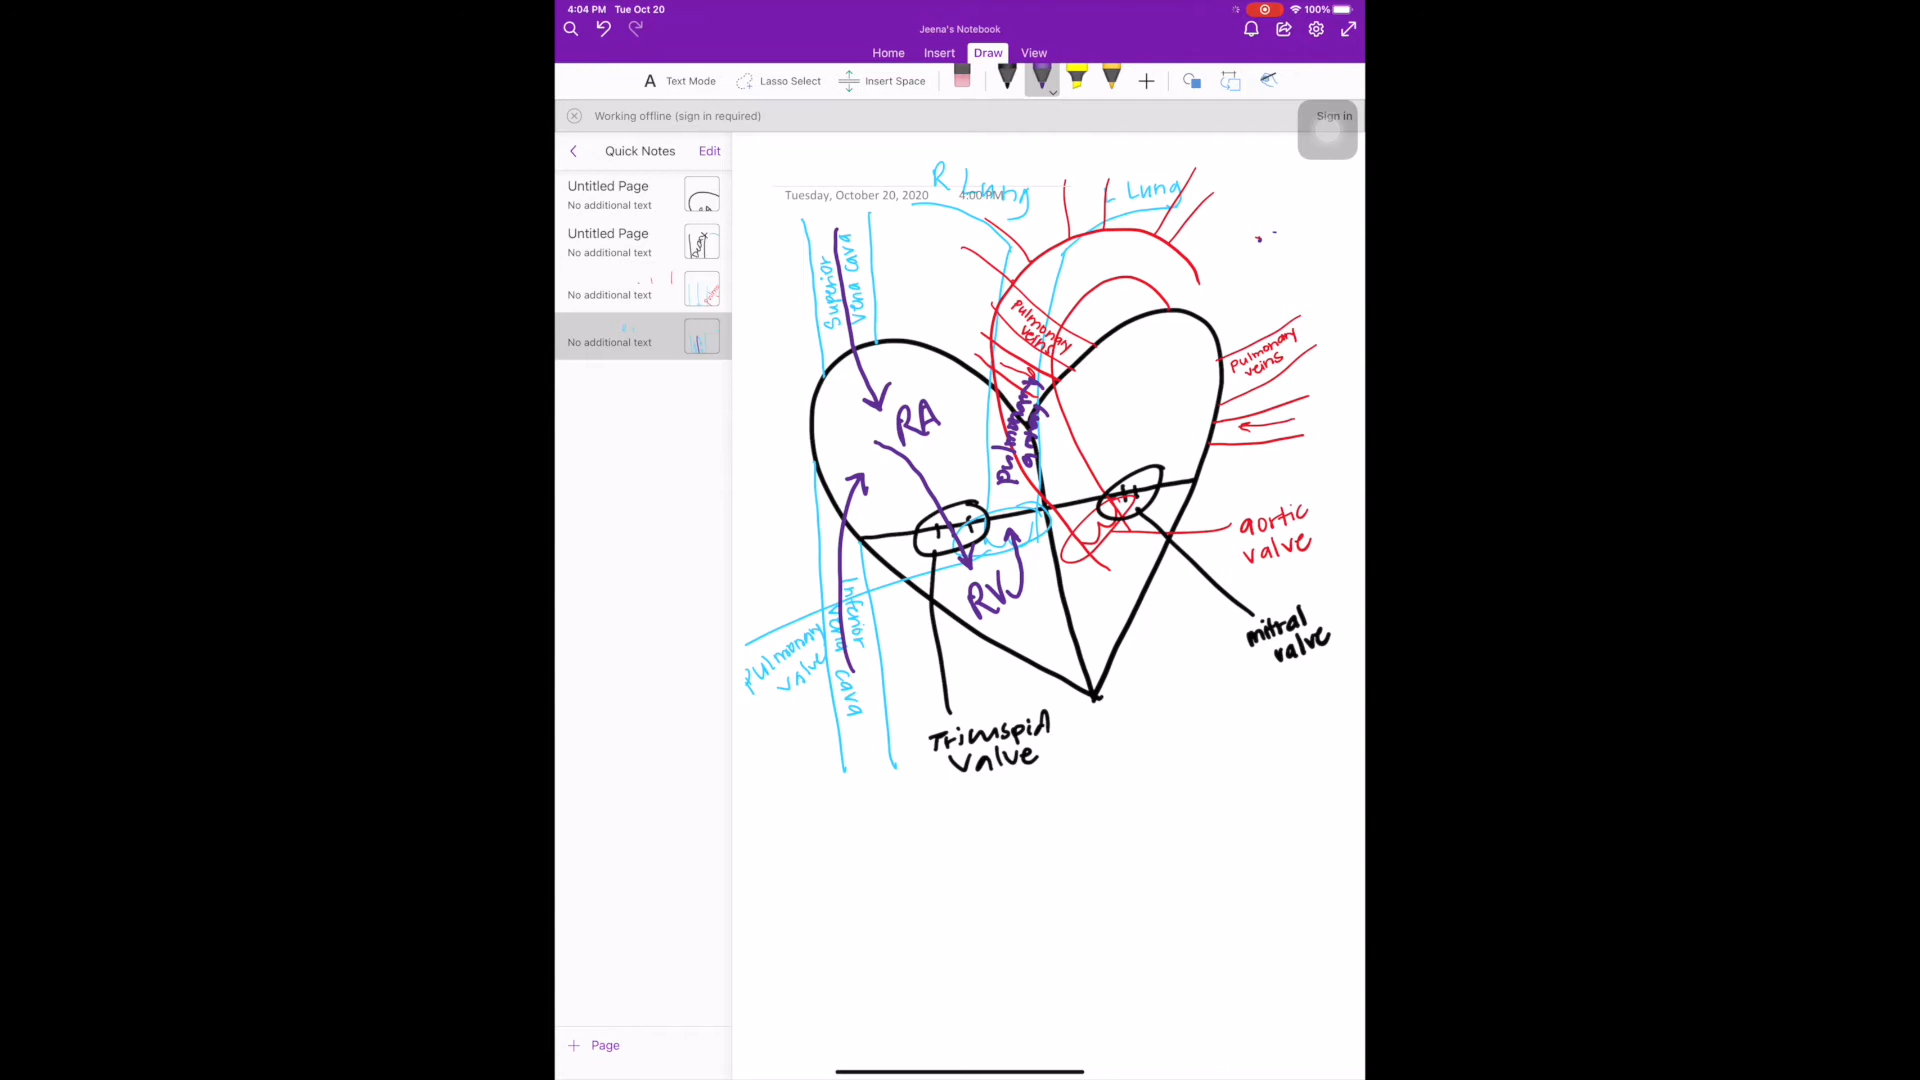 4:04 PM Tue Oct 20
100%
Jeena's Notebook
Home Insert Draw View
A Text Mode Lasso Select Insert Space
Working offline (sign in required)
Sign in
Quick Notes Edit
Untitled Page
No additional text
Untitled Page
No additional text
No additional text
No additional text
Page
Tuesday, October 20, 2020 4:00 PM
R Lung
L Lung
Superior
vena cava
pulmonary
veins
pulmonary
veins
RA
pulmonary
aortic
valve
RV
mitral
valve
Inferior
vena cava
pulmonary
valve
Tricuspid
valve